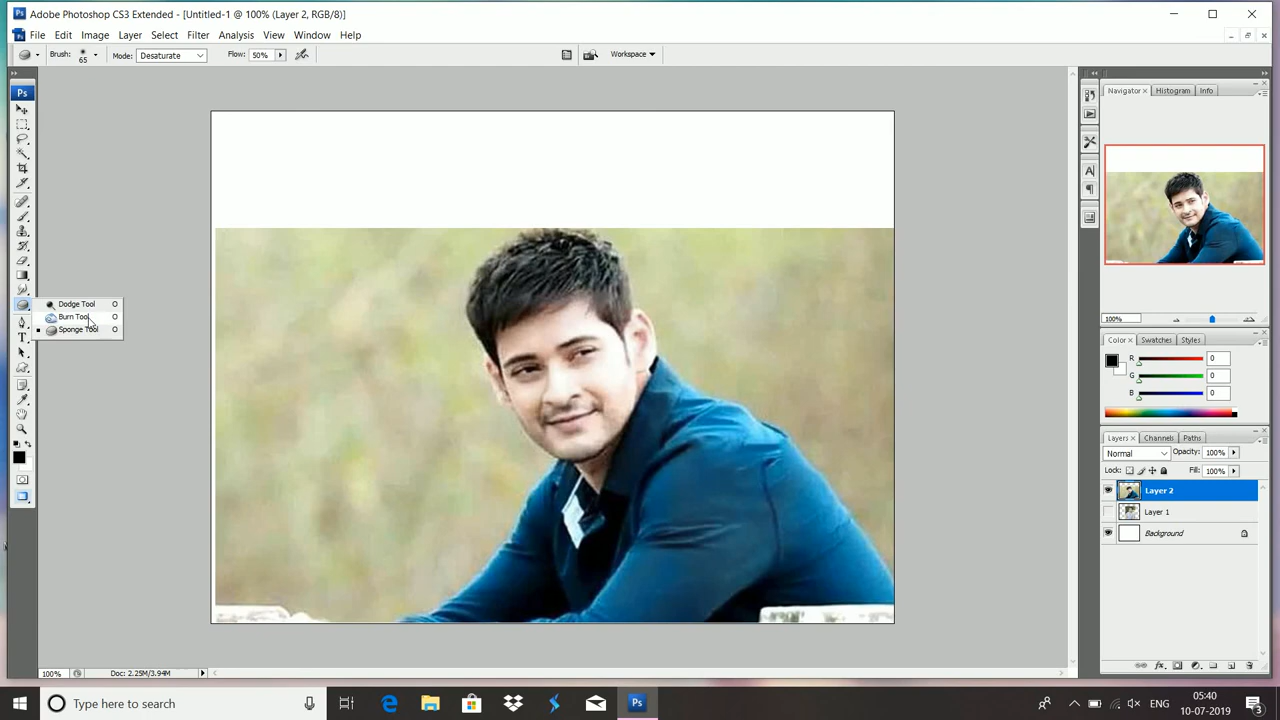 Adobe Photoshop CS3 Extended - [Untitled-1 @ 100% (Layer 2, RGB/8)]
File Edit Image Layer Select Filter Analysis View Window Help
Brush: 65 Mode: Desaturate Flow: 50% Workspace
Ps
Navigator Histogram Info
Dodge Tool O
Burn Tool O
Sponge Tool O
100%
Color Swatches Styles
R 0
G 0
B 0
Layers Channels Paths
Normal Opacity: 100%
Lock: Fill: 100%
Layer 2
Layer 1
Background
100% Doc: 2.25M/3.94M
Type here to search
Ps
ENG
05:40
10-07-2019
3